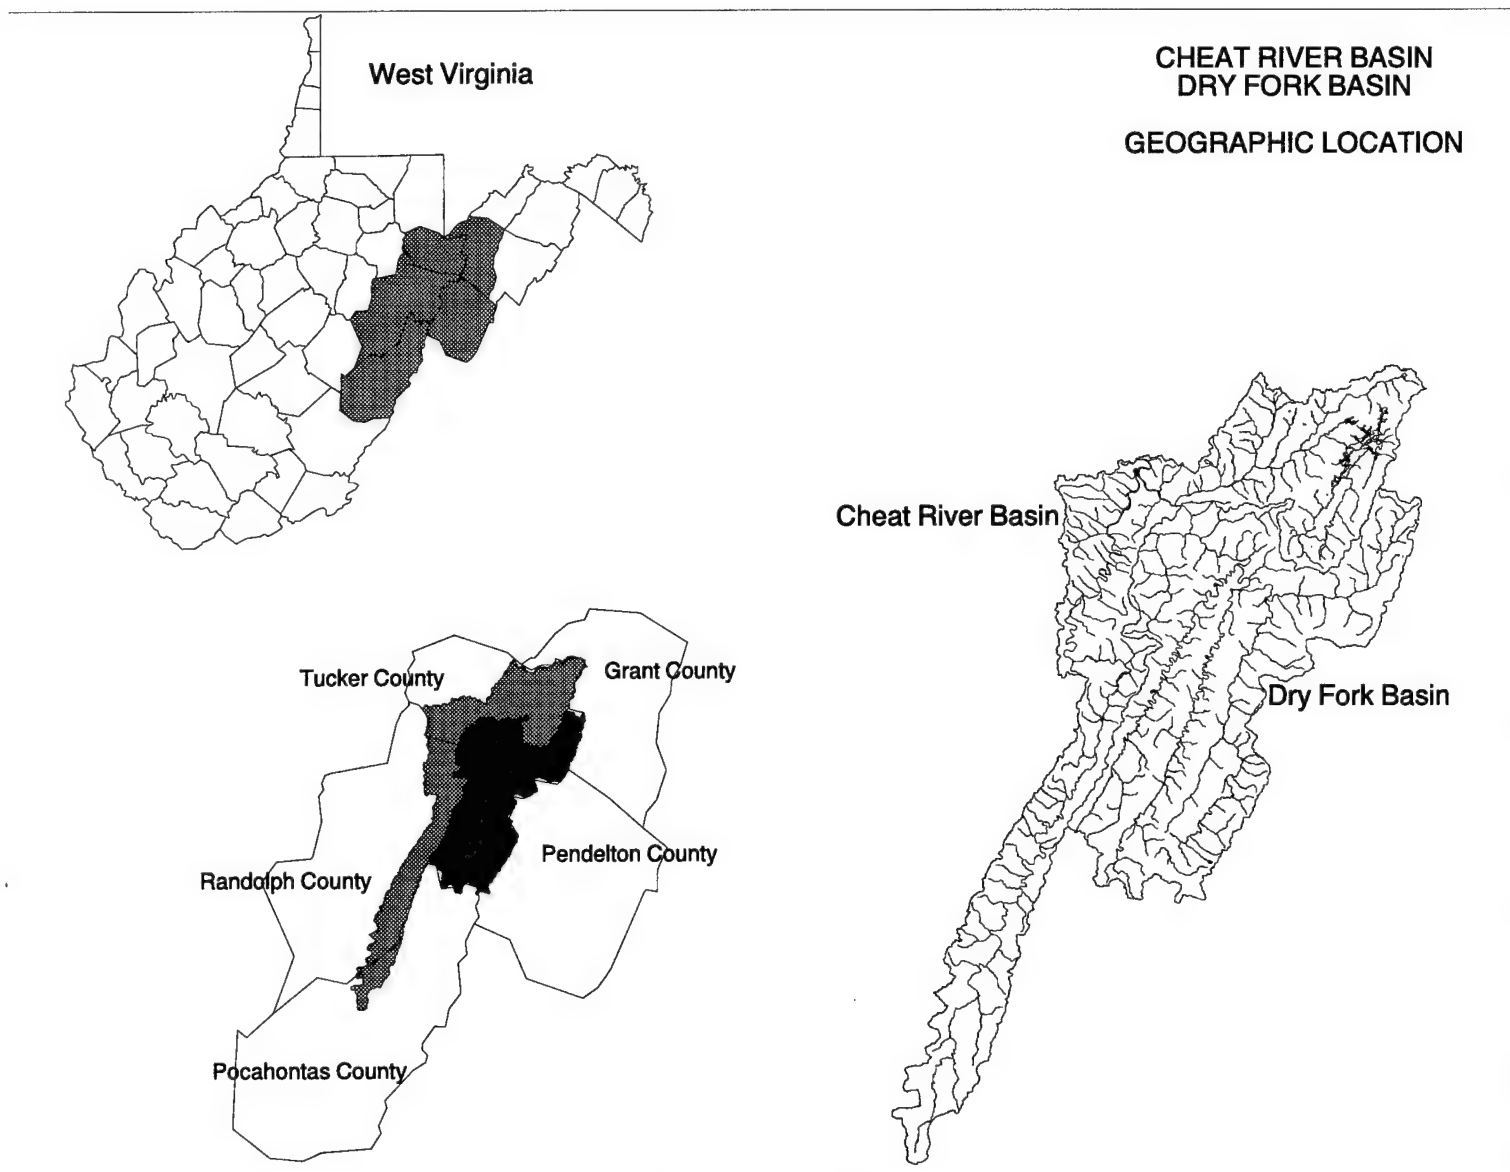 West Virginia
CHEAT RIVER BASIN
DRY FORK BASIN
GEOGRAPHIC LOCATION
Cheat River Basin
Dry Fork Basin
Tucker County
Grant County
Pendelton County
Randolph County
Pocahontas County